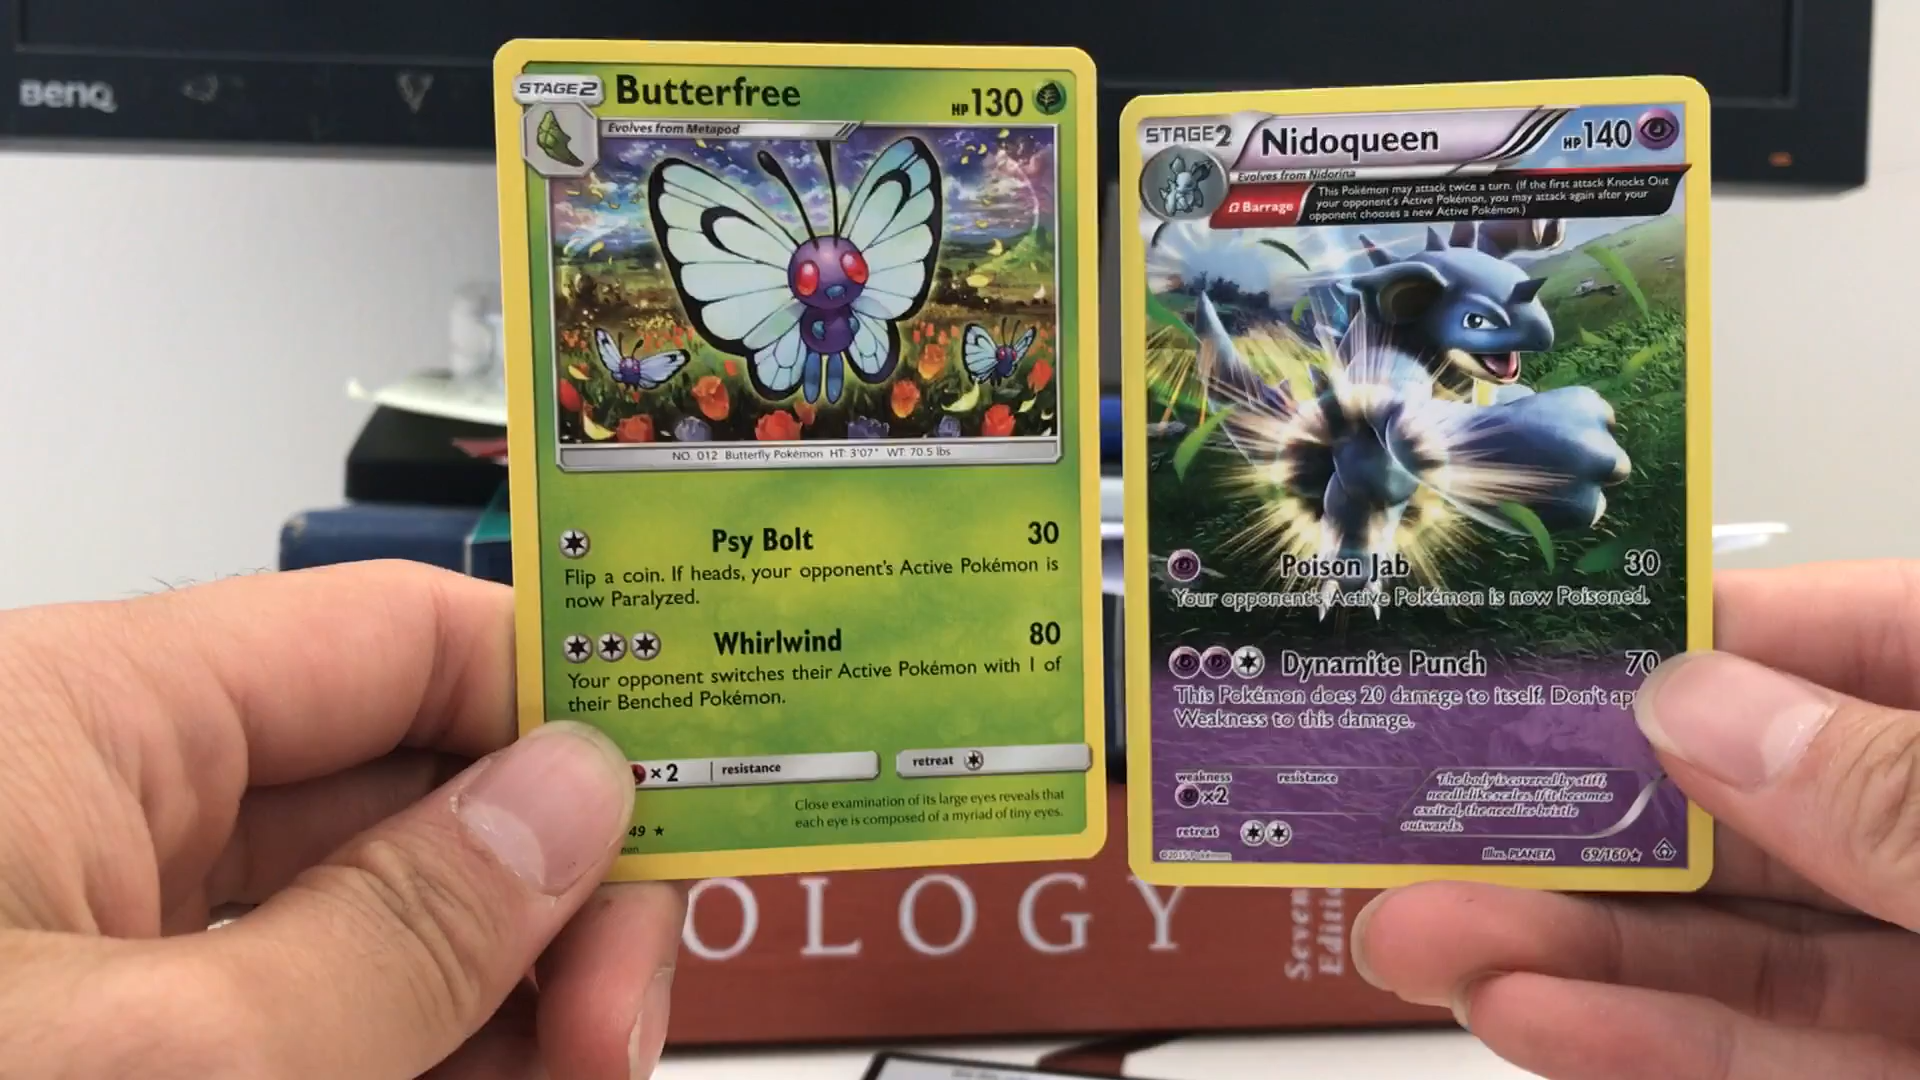 BenQ
STAGE2
Butterfree
HP130
Evolves from Metapod
NO. 012 Butterfly Pokémon HT: 3'07" WT: 70.5 lbs
Psy Bolt 30
Flip a coin. If heads, your opponent's Active Pokémon is
now Paralyzed.
Whirlwind 80
Your opponent switches their Active Pokémon with 1 of
their Benched Pokémon.
×2 resistance
retreat
Close examination of its large eyes reveals that
each eye is composed of a myriad of tiny eyes.
49 ★
STAGE2
Nidoqueen
HP140
Evolves from Nidorina
Ω Barrage
This Pokémon may attack twice a turn. (If the first attack Knocks Out
your opponent's Active Pokémon, you may attack again after your
opponent chooses a new Active Pokémon.)
Poison Jab 30
Your opponent's Active Pokémon is now Poisoned.
Dynamite Punch 70
This Pokémon does 20 damage to itself. Don't ap
Weakness to this damage.
weakness
resistance
×2
retreat
The body is covered by stiff,
needlelike scales. If it becomes
excited, the needles bristle
outwards.
©2015 Pokémon
Illus. PLANETA
69/160★
OLOGY
Seven
Editio